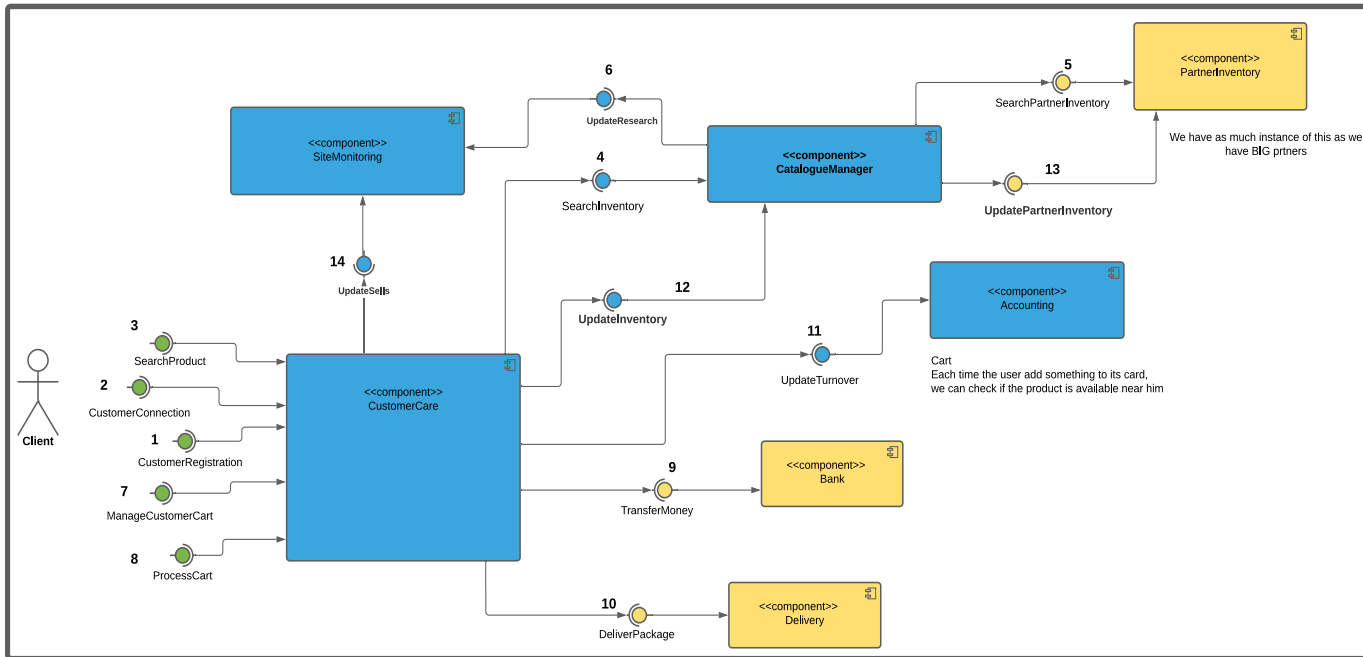 5
<<component>>
PartnerInventory
SearchPartnerInventory
We have as much instance of this as we
have BIG prtners
6
UpdateResearch
<<component>>
SiteMonitoring
4
SearchInventory
<<component>>
CatalogueManager
13
UpdatePartnerInventory
14
UpdateSells
12
UpdateInventory
<<component>>
Accounting
11
UpdateTurnover
Cart
Each time the user add something to its card,
we can check if the product is available near him
3
SearchProduct
2
CustomerConnection
Client
1
CustomerRegistration
7
ManageCustomerCart
8
ProcessCart
<<component>>
CustomerCare
9
TransferMoney
<<component>>
Bank
10
DeliverPackage
<<component>>
Delivery